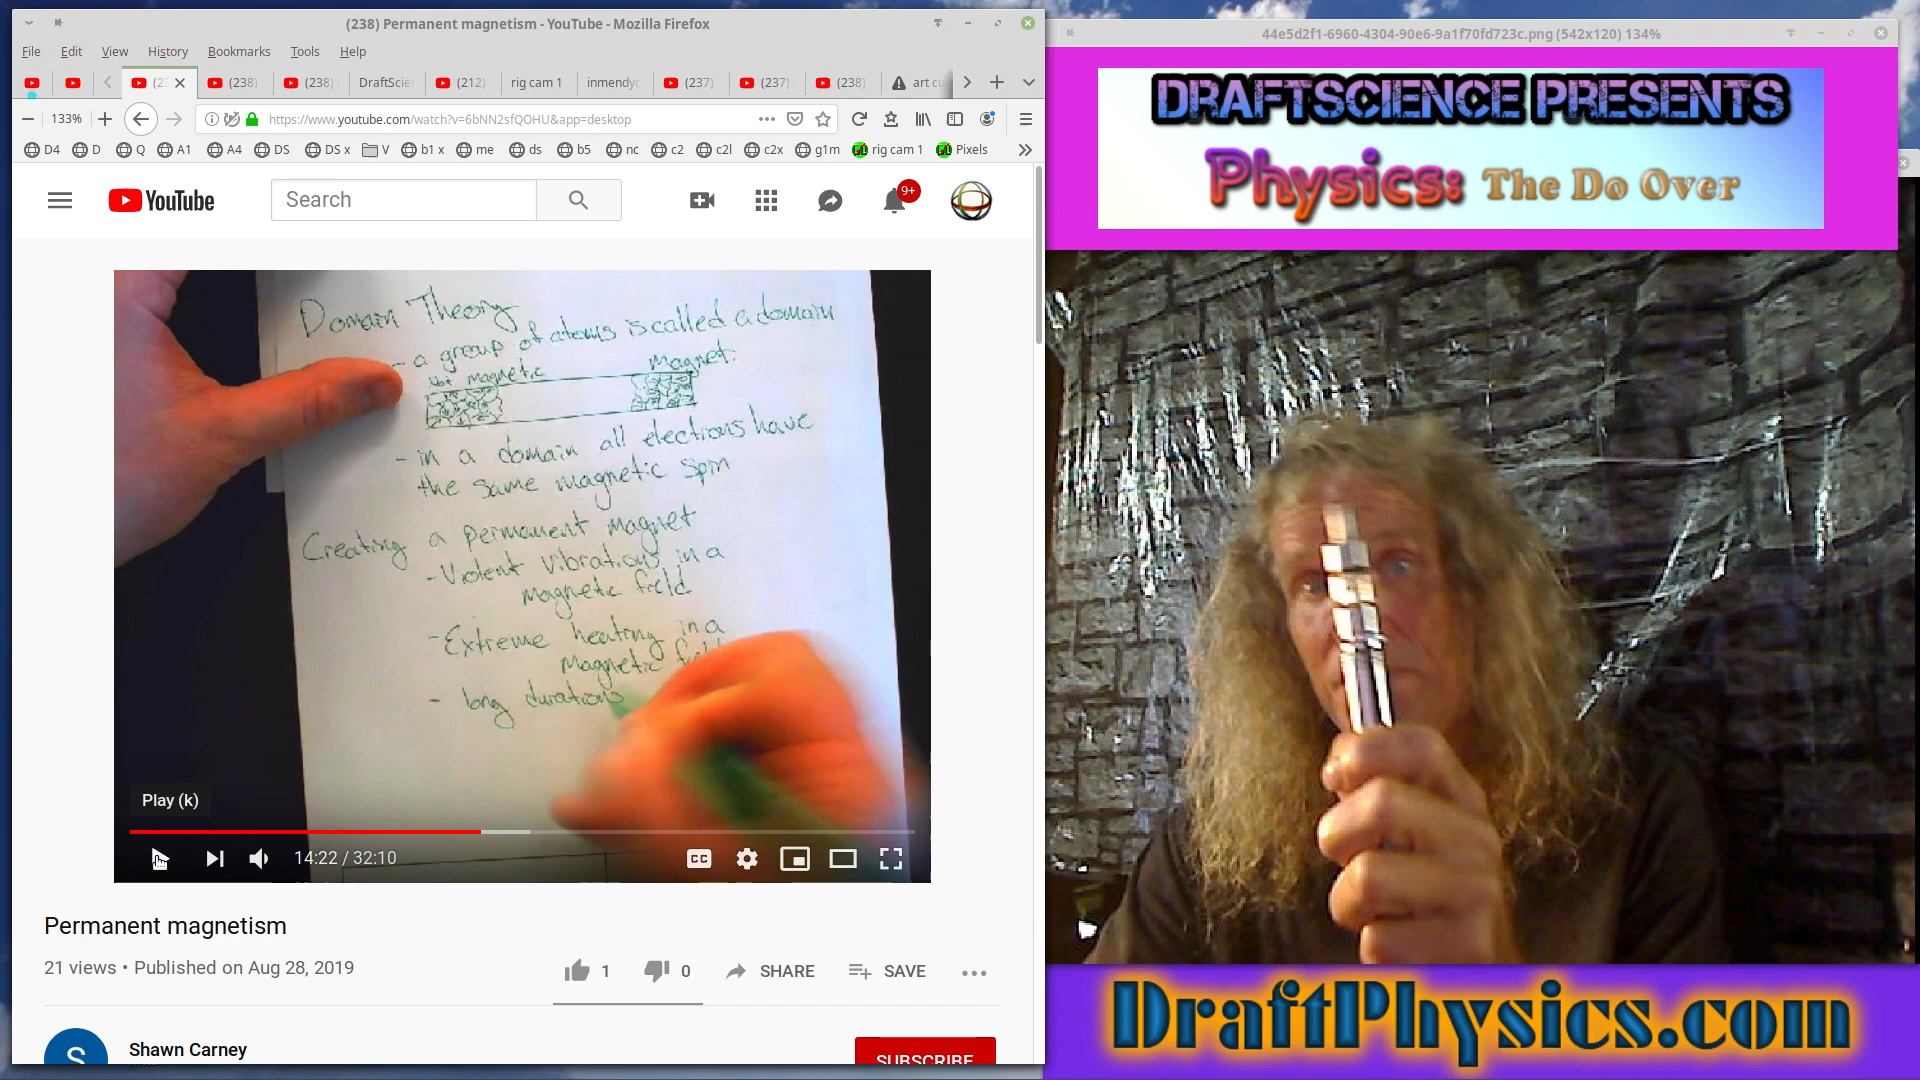 (238) Permanent magnetism - YouTube - Mozilla Firefox
File Edit View History Bookmarks Tools Help
(238) (238) DraftScie (212) rig cam 1 inmendyc (237) (237) (238) art cu
133% https://www.youtube.com/watch?v=6bNN2sfQOHU&app=desktop
D4 D Q A1 A4 DS DS x V b1 x me ds b5 nc c2 c2l c2x g1m rig cam 1 Pixels
YouTube Search 9+
Domain Theory
- a group of atoms is called a domain
Not magnetic Magnet.
- in a domain all electrons have
the same magnetic spin
Creating a permanent magnet
- Violent vibrations in a
magnetic field
- Extreme heating in a
Magnetic
- long durations
Play (k)
14:22 / 32:10
CC
Permanent magnetism
21 views • Published on Aug 28, 2019
1 0 SHARE SAVE
S
Shawn Carney
SUBSCRIBE
44e5d2f1-6960-4304-90e6-9a1f70fd723c.png (542x120) 134%
DRAFTSCIENCE PRESENTS
Physics: The Do Over
DraftPhysics.com